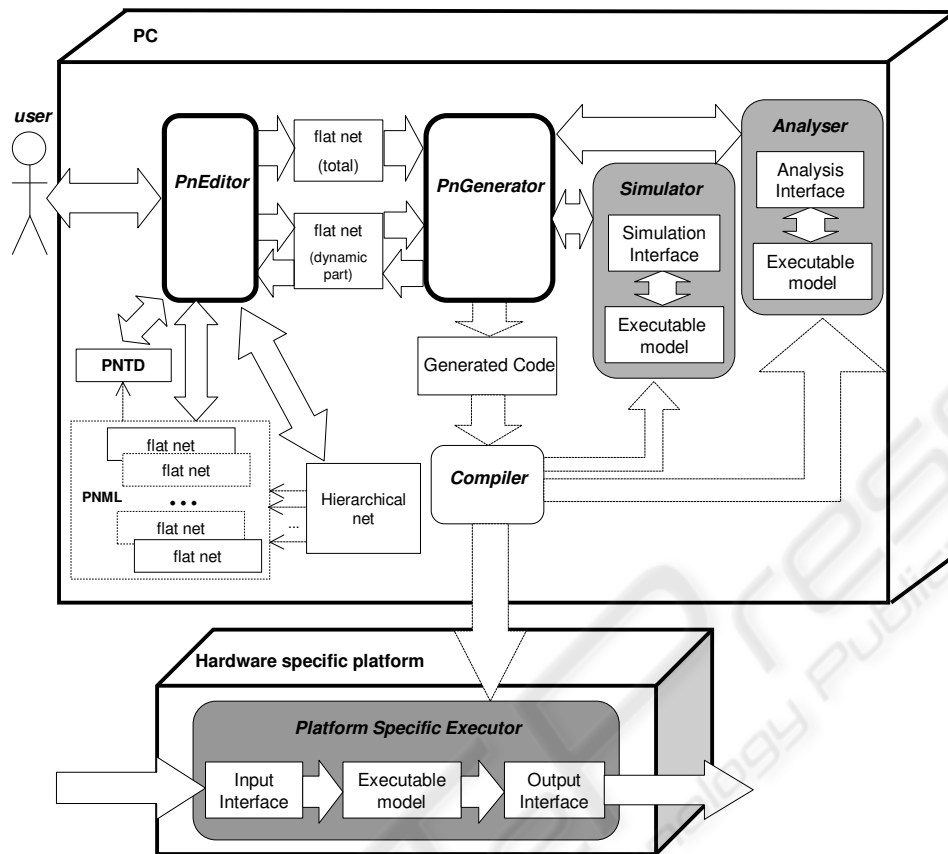 PC
user
PnEditor
flat net
(total)
flat net
(dynamic part)
PnGenerator
Simulator
Simulation
Interface
Executable
model
Analyser
Analysis
Interface
Executable
model
PNTD
Generated Code
Compiler
PNML
flat net
flat net
...
flat net
flat net
Hierarchical
net
...
Hardware specific platform
Platform Specific Executor
Input
Interface
Executable
model
Output
Interface